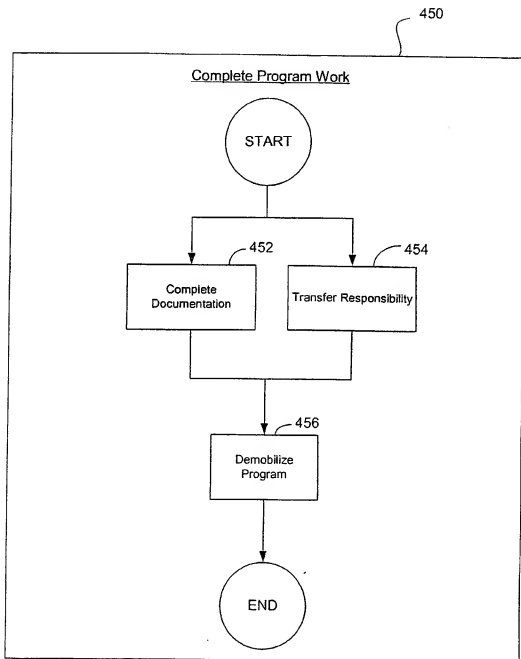 450
Complete Program Work
START
452
454
Complete
Documentation
Transfer Responsibility
456
Demobilize
Program
END